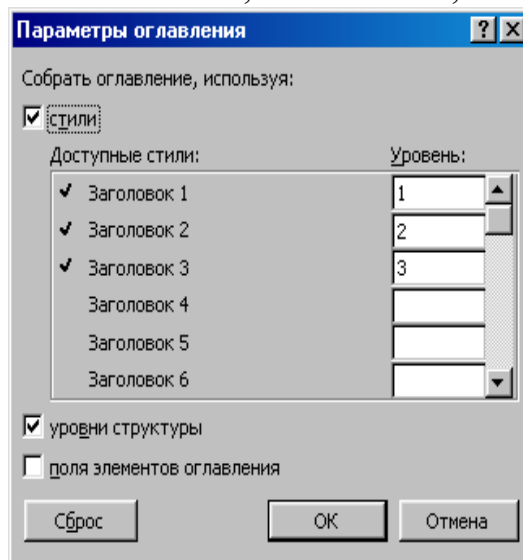 Параметры оглавления
Собрать оглавление, используя:
стили
Доступные стили: Уровень:
Заголовок 1 1
Заголовок 2 2
Заголовок 3 3
Заголовок 4
Заголовок 5
Заголовок 6
уровни структуры
поля элементов оглавления
Сброс ОК Отмена